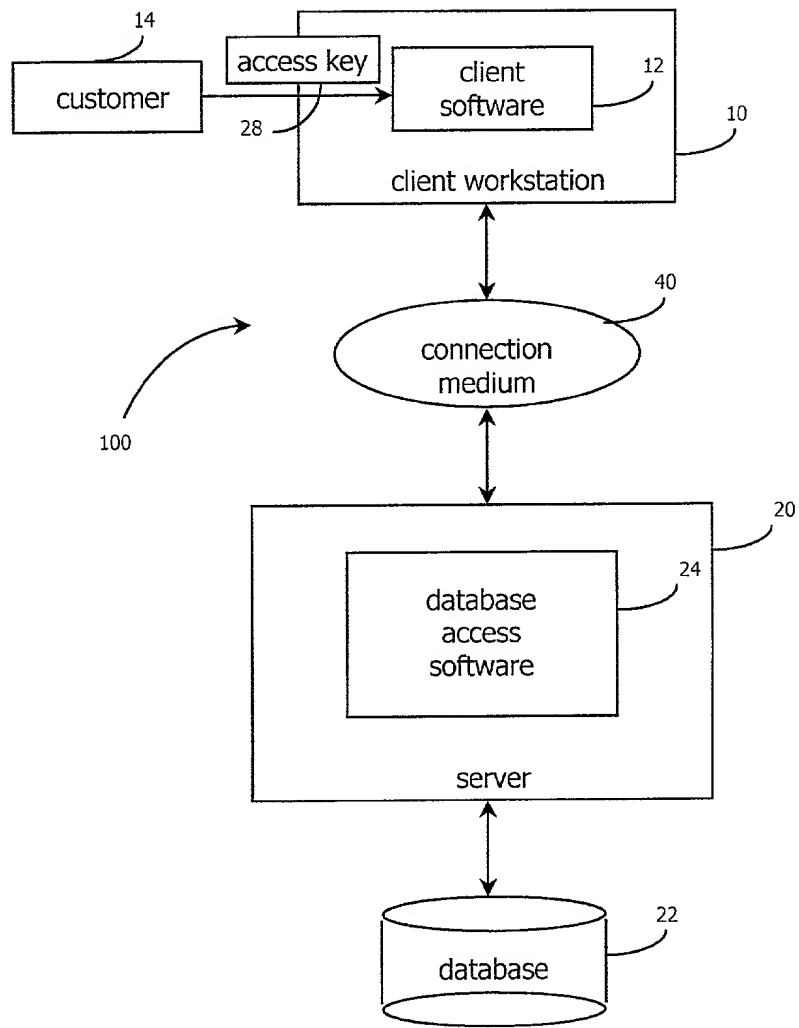 14
access key
client
software
12
customer
28
10
client workstation
40
connection
medium
100
20
24
database
access
software
server
22
database